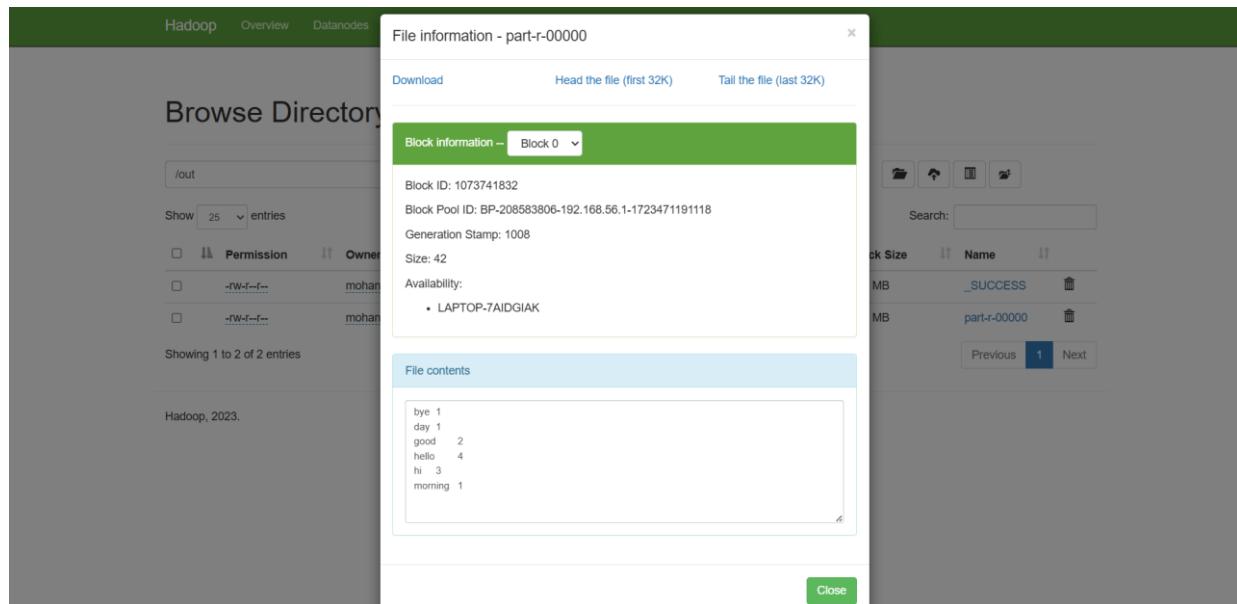 Hadoop Overview Datanodes
File information - part-r-00000 ×
Download Head the file (first 32K) Tail the file (last 32K)
Browse Directory
Block information -- Block 0
/out
Block ID: 1073741832
Block Pool ID: BP-208583806-192.168.56.1-1723471191118
Show 25 entries Search:
Generation Stamp: 1008
Permission Owner ck Size Name
Size: 42
-rw-r--r-- mohan MB _SUCCESS
Availability:
LAPTOP-7AIDGIAK
-rw-r--r-- mohan MB part-r-00000
Showing 1 to 2 of 2 entries Previous 1 Next
File contents
Hadoop, 2023.
bye 1
day 1
good 2
hello 4
hi 3
morning 1
Close